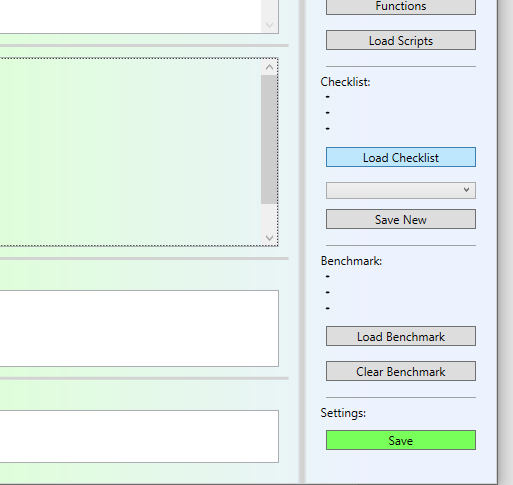 Functions
Load Scripts
Checklist:
-
-
-
Load Checklist
Save New
Benchmark:
-
-
-
Load Benchmark
Clear Benchmark
Settings:
Save